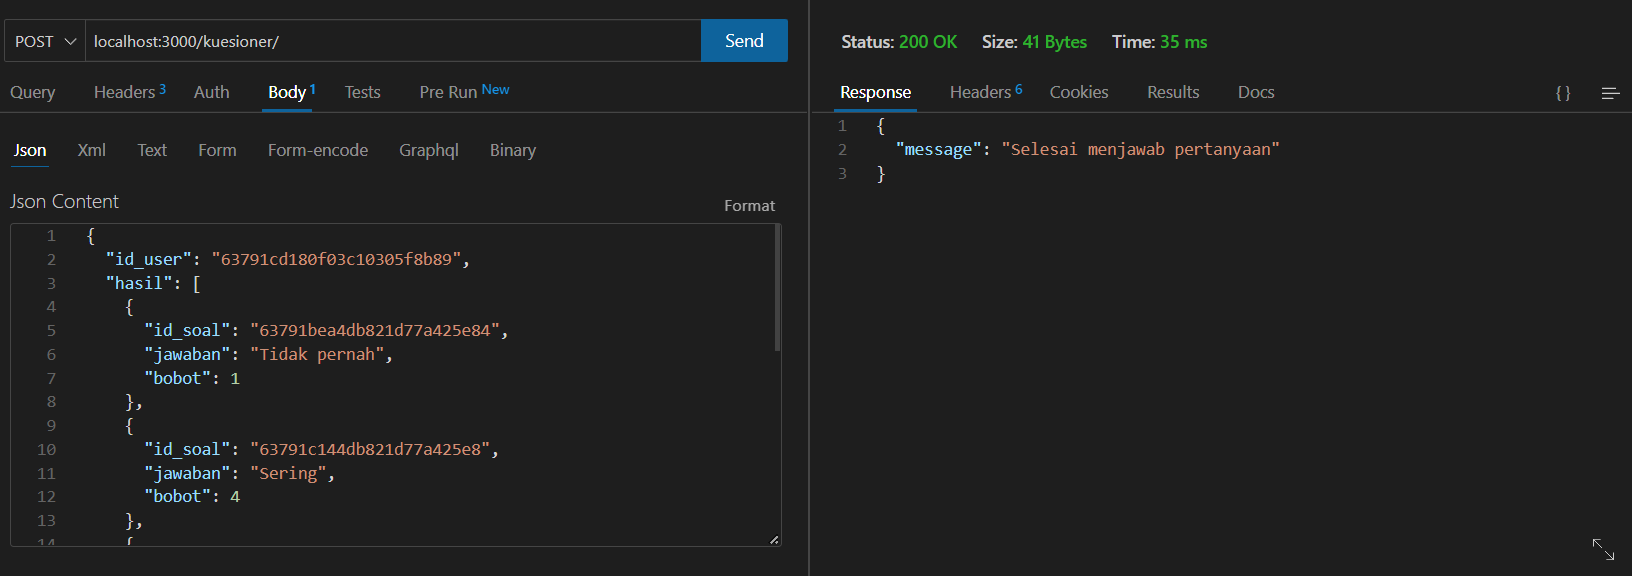 POST localhost:3000/kuesioner/ Send
Query Headers 3 Auth Body 1 Tests Pre Run New
Json Xml Text Form Form-encode Graphql Binary
Json Content Format
1 {
2 "id_user": "63791cd180f03c10305f8b89",
3 "hasil": [
4 {
5 "id_soal": "63791bea4db821d77a425e84",
6 "jawaban": "Tidak pernah",
7 "bobot": 1
8 },
9 {
10 "id_soal": "63791c144db821d77a425e8",
11 "jawaban": "Sering",
12 "bobot": 4
13 },
14 {
Status: 200 OK Size: 41 Bytes Time: 35 ms
Response Headers 6 Cookies Results Docs {}
1 {
2 "message": "Selesai menjawab pertanyaan"
3 }